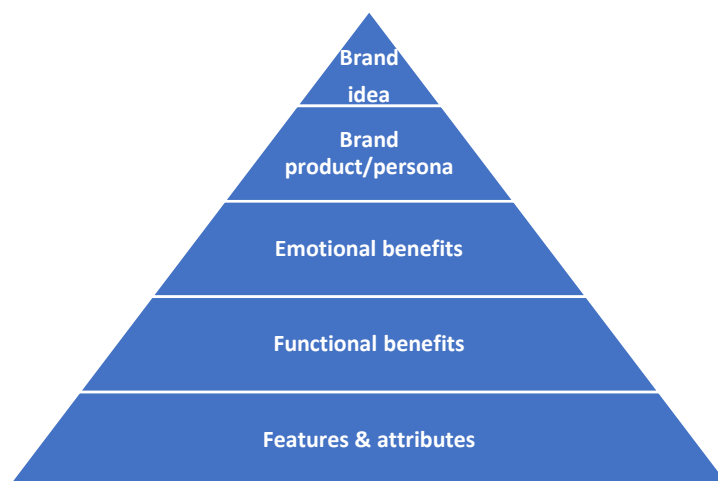 Brand
idea
Brand
product/persona
Emotional benefits
Functional benefits
Features & attributes